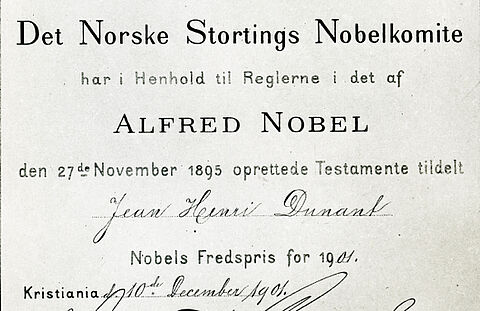 Det Norske Stortings Nobelkomite
har i Henhold til Reglerne i det af
ALFRED NOBEL
den 27de November 1895 oprettede Testamente tildelt
Jean Henri Dunant
Nobels Fredspris for 1901.
Kristiania d. 10de December 1901.